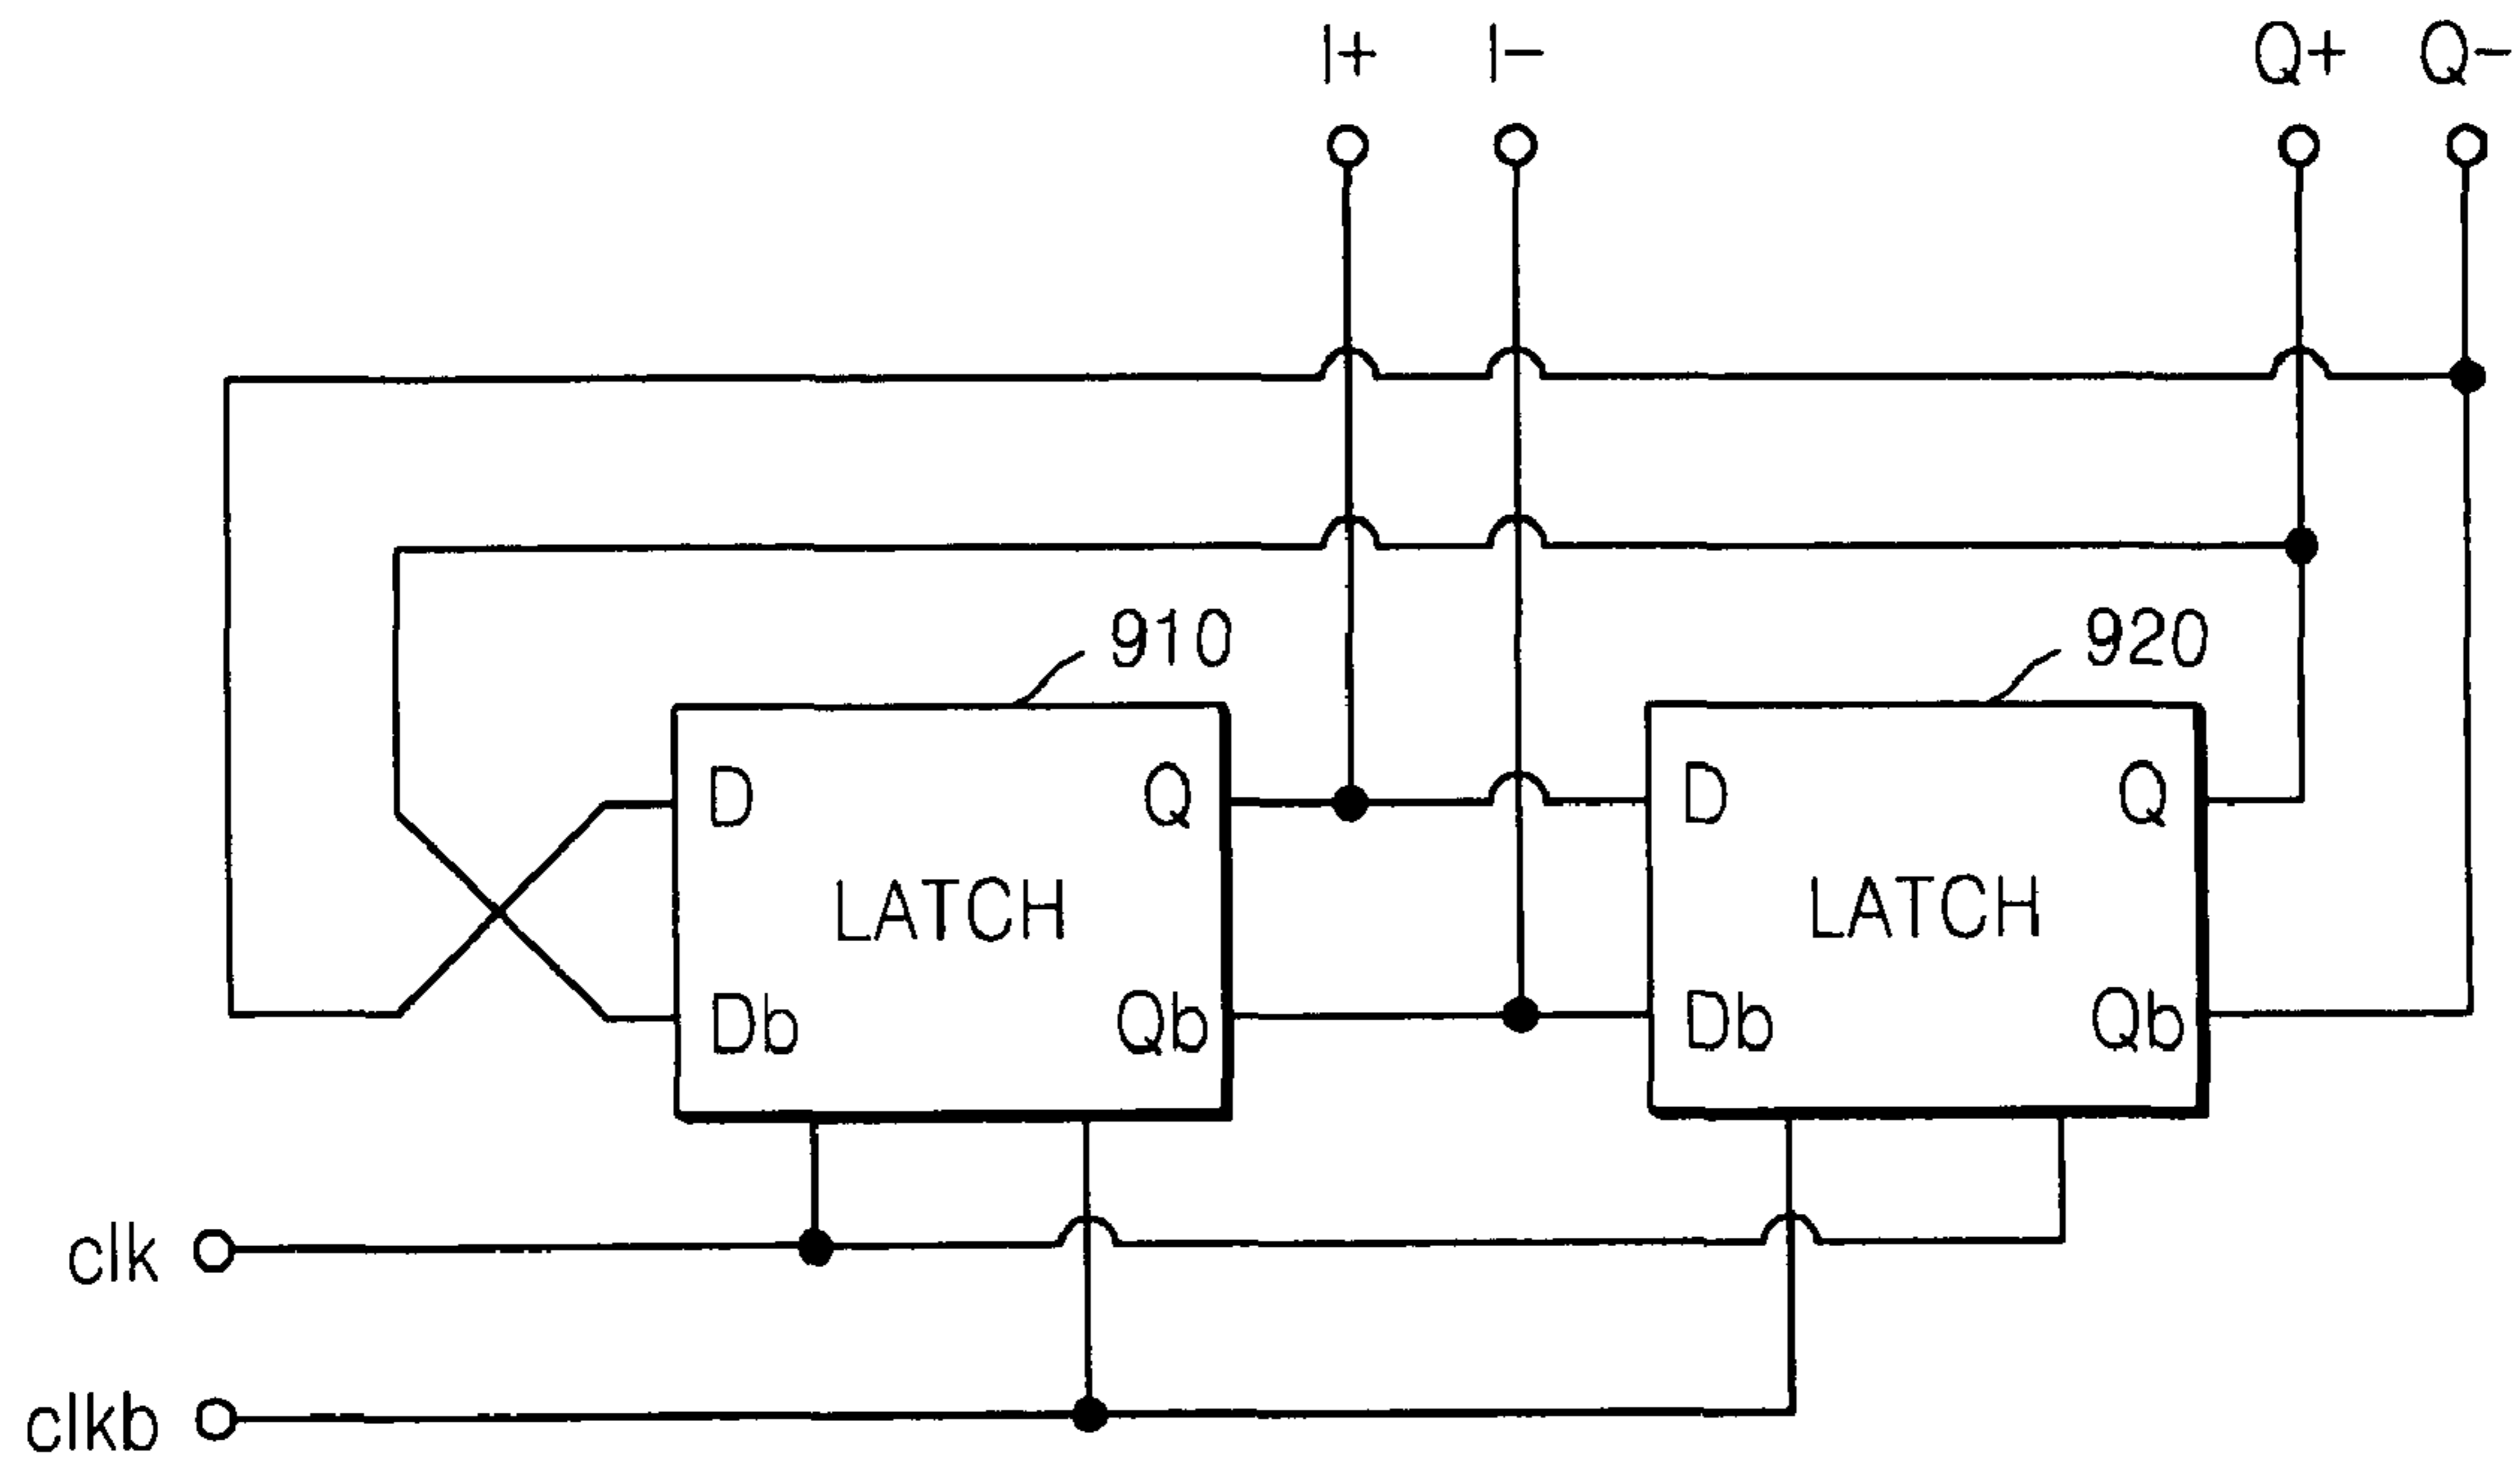 I+ I- Q+ Q-
910 920
D Q D Q
LATCH LATCH
Db Qb Db Qb
clk
clkb